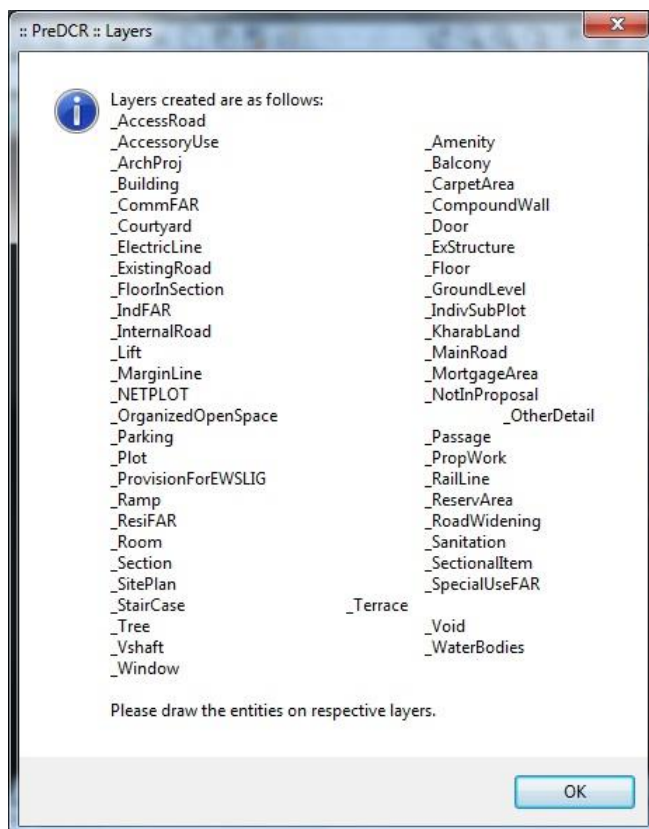 :: PreDCR :: Layers
Layers created are as follows:
_AccessRoad
_AccessoryUse _Amenity
_ArchProj _Balcony
_Building _CarpetArea
_CommFAR _CompoundWall
_Courtyard _Door
_ElectricLine _ExStructure
_ExistingRoad _Floor
_FloorInSection _GroundLevel
_IndFAR _IndivSubPlot
_InternalRoad _KharabLand
_Lift _MainRoad
_MarginLine _MortgageArea
_NETPLOT _NotInProposal
_OrganizedOpenSpace _OtherDetail
_Parking _Passage
_Plot _PropWork
_ProvisionForEWSLIG _RailLine
_Ramp _ReservArea
_ResiFAR _RoadWidening
_Room _Sanitation
_Section _SectionalItem
_SitePlan _SpecialUseFAR
_StairCase _Terrace
_Tree _Void
_Vshaft _WaterBodies
_Window
Please draw the entities on respective layers.
OK